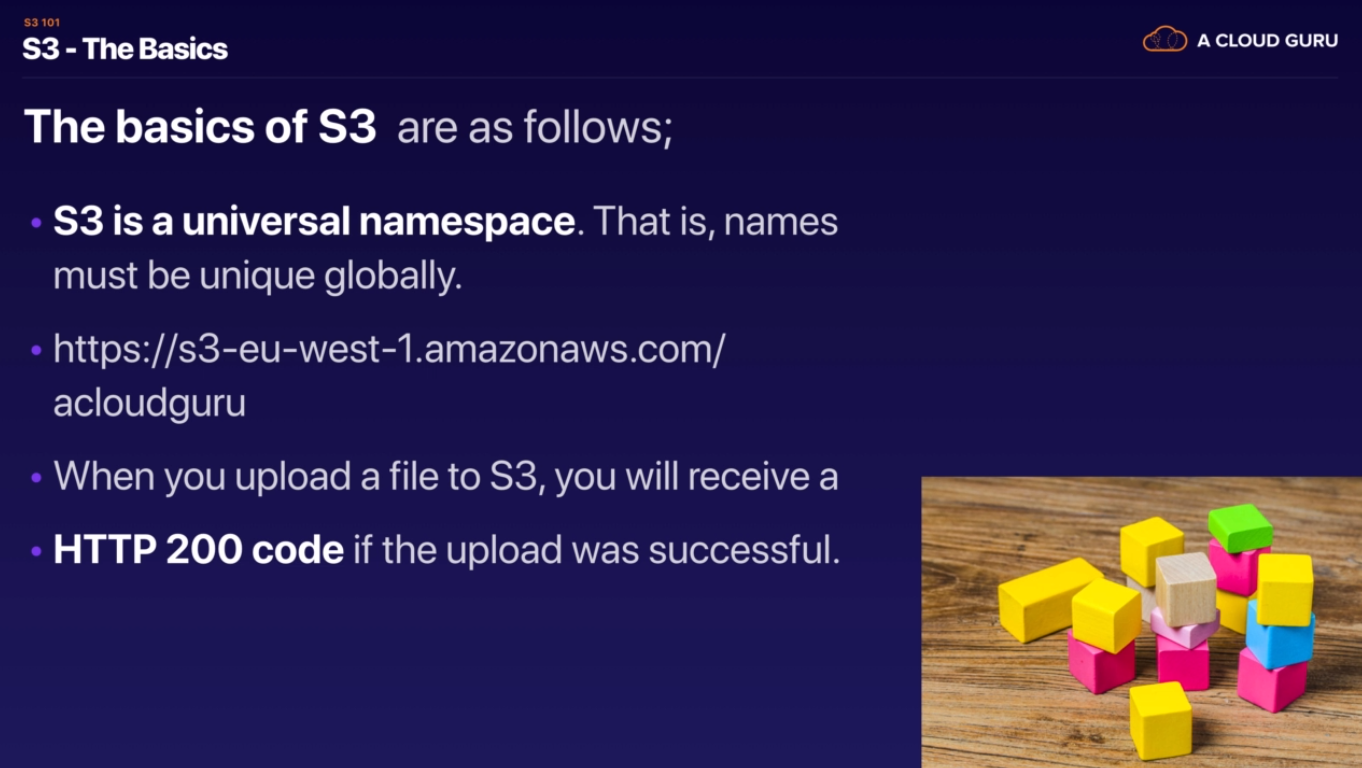 S3 101
S3 - The Basics
A CLOUD GURU
The basics of S3 are as follows;
• S3 is a universal namespace. That is, names
must be unique globally.
• https://s3-eu-west-1.amazonaws.com/
acloudguru
• When you upload a file to S3, you will receive a
• HTTP 200 code if the upload was successful.